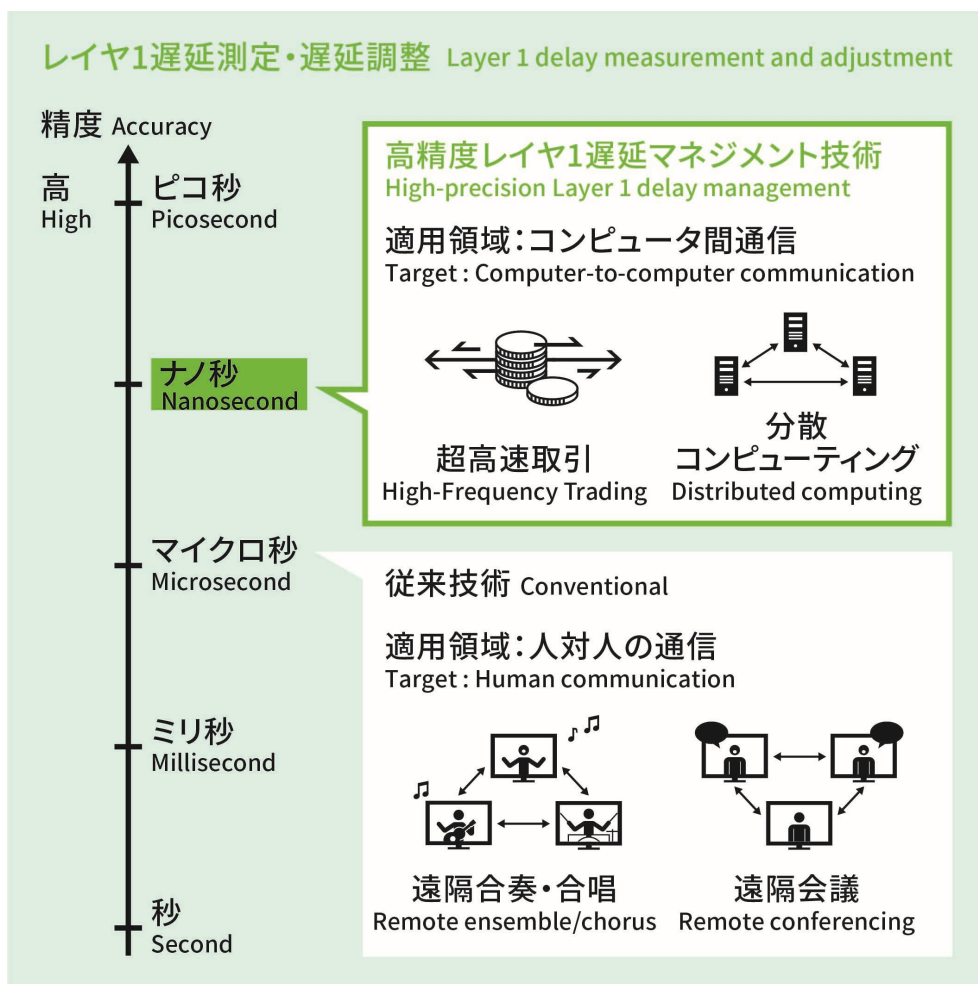 レイヤ1遅延測定・遅延調整 Layer 1 delay measurement and adjustment
精度 Accuracy
高
High
ピコ秒
Picosecond
ナノ秒
Nanosecond
マイクロ秒
Microsecond
ミリ秒
Millisecond
秒
Second
高精度レイヤ1遅延マネジメント技術
High-precision Layer 1 delay management
適用領域：コンピュータ間通信
Target : Computer-to-computer communication
超高速取引
High-Frequency Trading
分散
コンピューティング
Distributed computing
従来技術 Conventional
適用領域：人対人の通信
Target : Human communication
遠隔合奏・合唱
Remote ensemble/chorus
遠隔会議
Remote conferencing